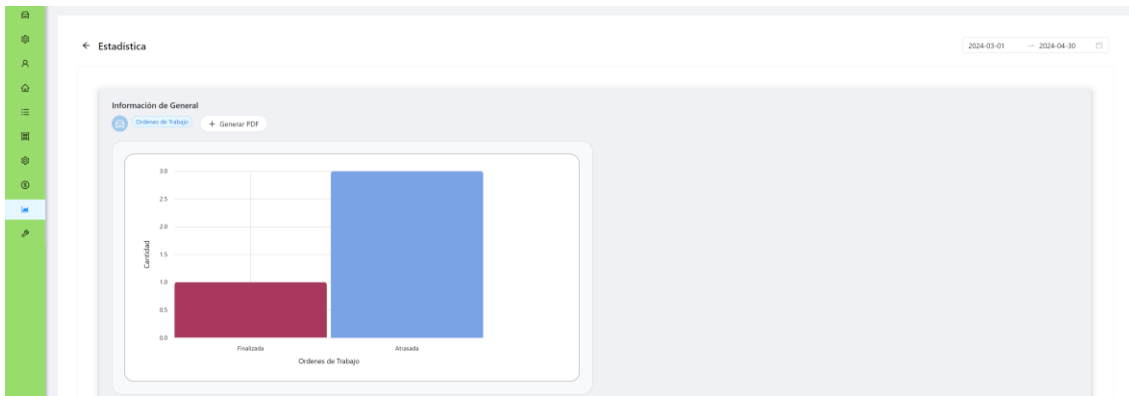 Estadística
2024-03-01 → 2024-04-30
Información de General
Ordenes de Trabajo
+ Generar PDF
3.0
2.5
2.0
1.5
1.0
0.5
0.0
Cantidad
Finalizada
Atrasada
Ordenes de Trabajo